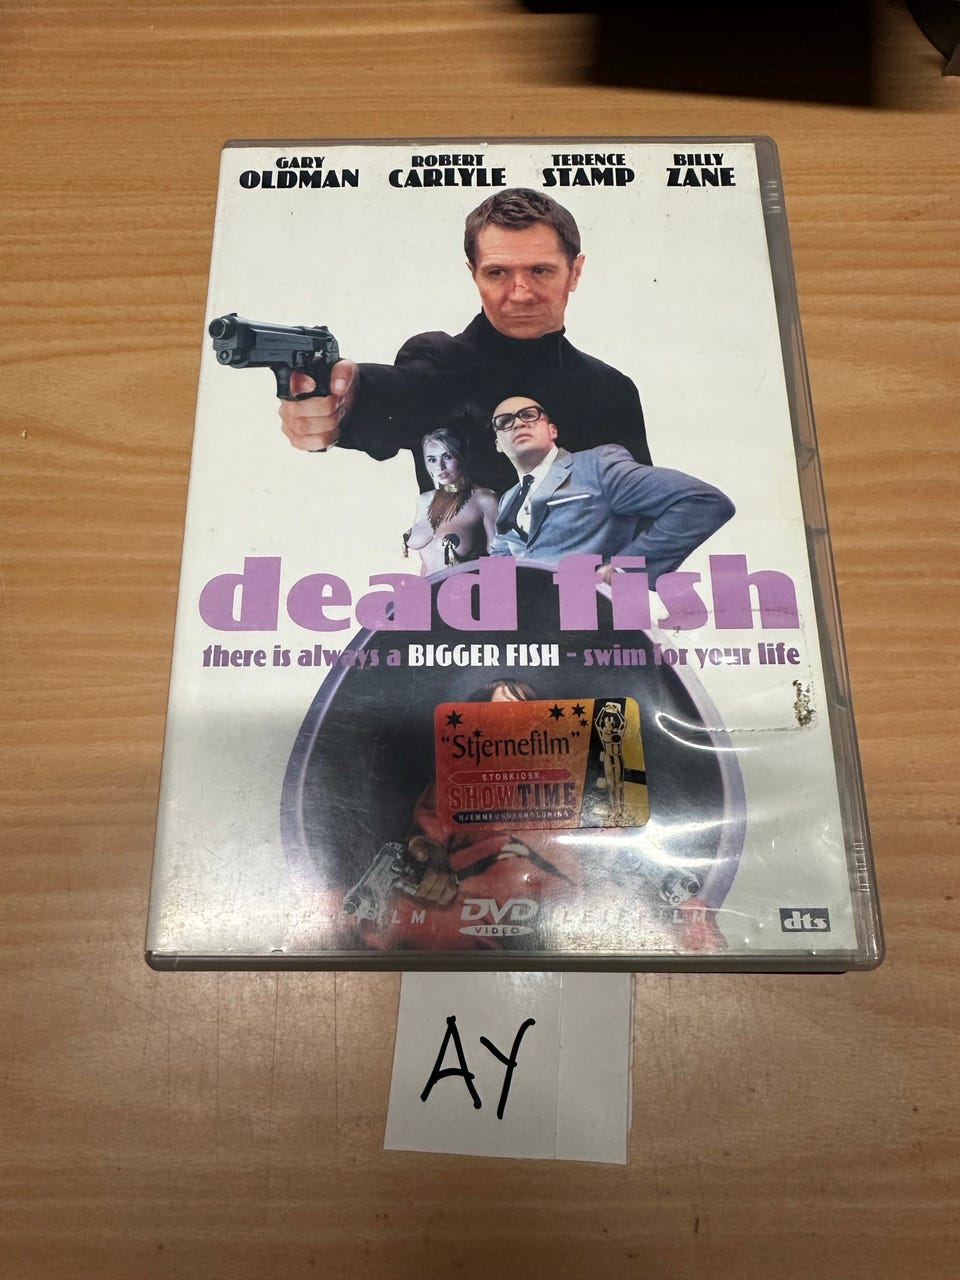 GARY OLDMAN ROBERT CARLYLE TERENCE STAMP BILLY ZANE
dead fish
there is always a BIGGER FISH - swim for your life
"Stjernefilm"
STORKIOSK
SHOWTIME
HJEMMEUNDERHOLDNING
DVD
VIDEO
LEIEFILM
dts
AY